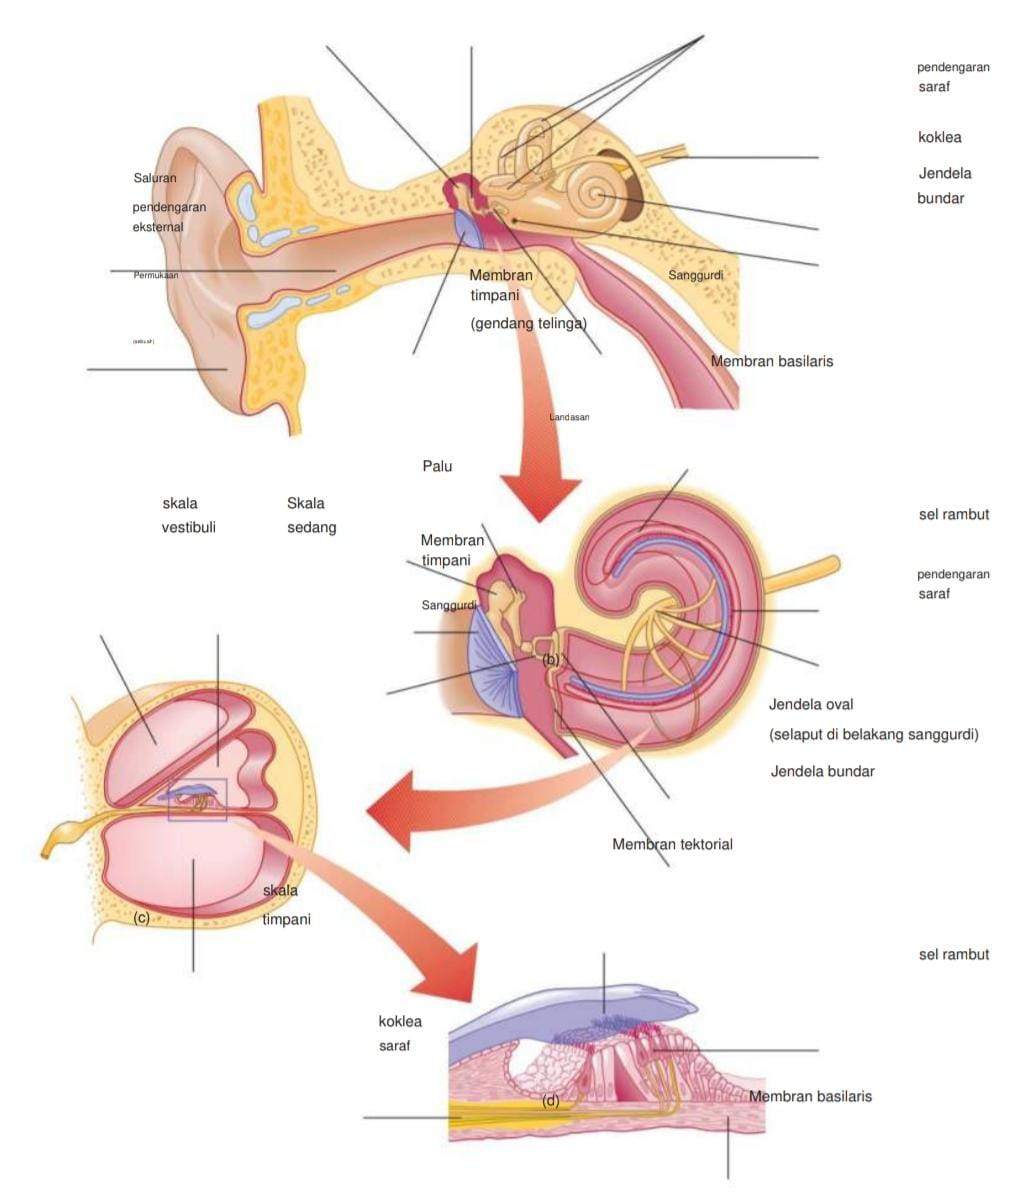 pendengaran
saraf
koklea
Jendela
bundar
Saluran
pendengaran
eksternal
Permukaan
Membran
timpani
(gendang telinga)
Sanggurdi
Membran basilaris
Landasan
Palu
skala
vestibuli
Skala
sedang
sel rambut
Membran
timpani
Sanggurdi
pendengaran
saraf
(b)
Jendela oval
(selaput di belakang sanggurdi)
Jendela bundar
Membran tektorial
skala
timpani
(c)
sel rambut
koklea
saraf
(d)
Membran basilaris